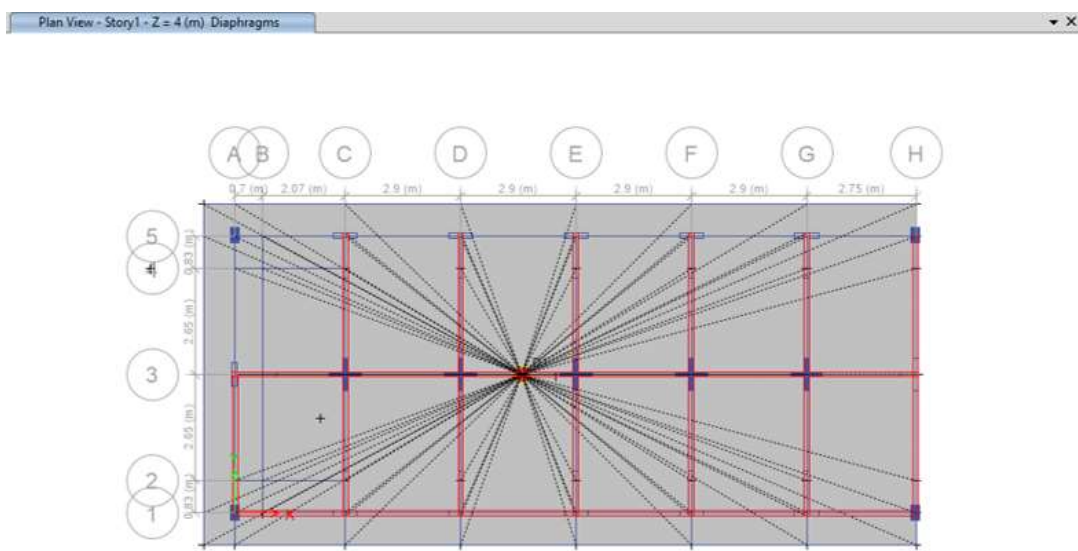 Plan View - Story1 - Z = 4 (m) Diaphragms
A B C D E F G H
0.7 (m) 2.07 (m) 2.9 (m) 2.9 (m) 2.9 (m) 2.9 (m) 2.75 (m)
5
0.83 (m)
4
2.65 (m)
3
2.65 (m)
2
0.83 (m)
1
X